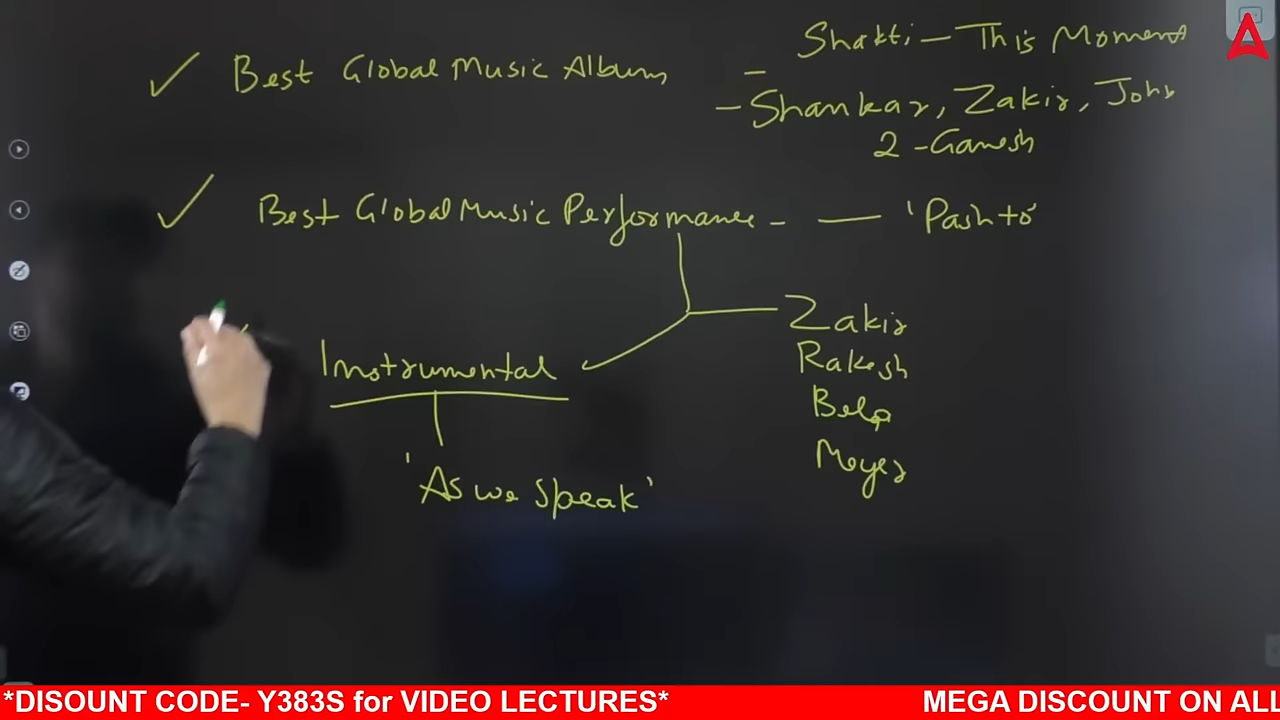 Shakti - This Moment
✓ Best Global Music Album -
- Shankar, Zakir, John
2 - Ganesh
✓ Best Global Music Performance - — 'Pashto'
Zakir
Rakesh
Instrumental
Bela
Meyer
'As we speak'
*DISOUNT CODE- Y383S for VIDEO LECTURES* MEGA DISCOUNT ON ALL